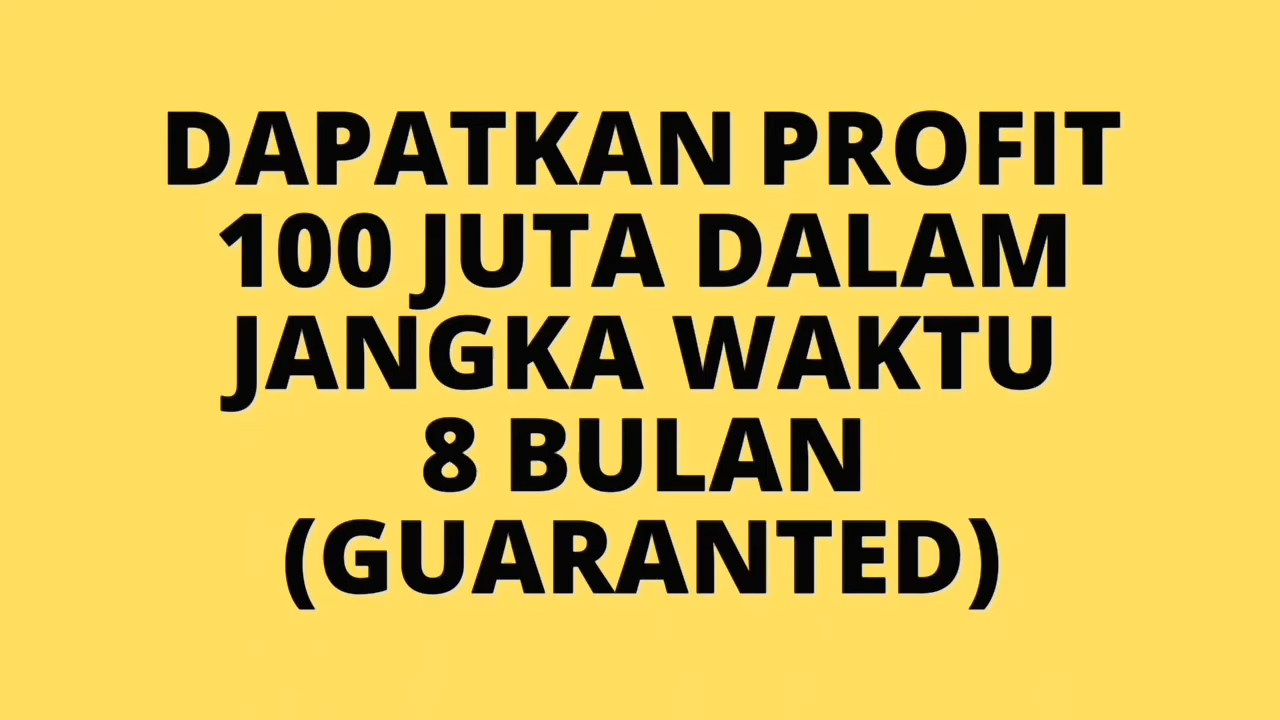 DAPATKAN PROFIT
100 JUTA DALAM
JANGKA WAKTU
8 BULAN
(GUARANTED)